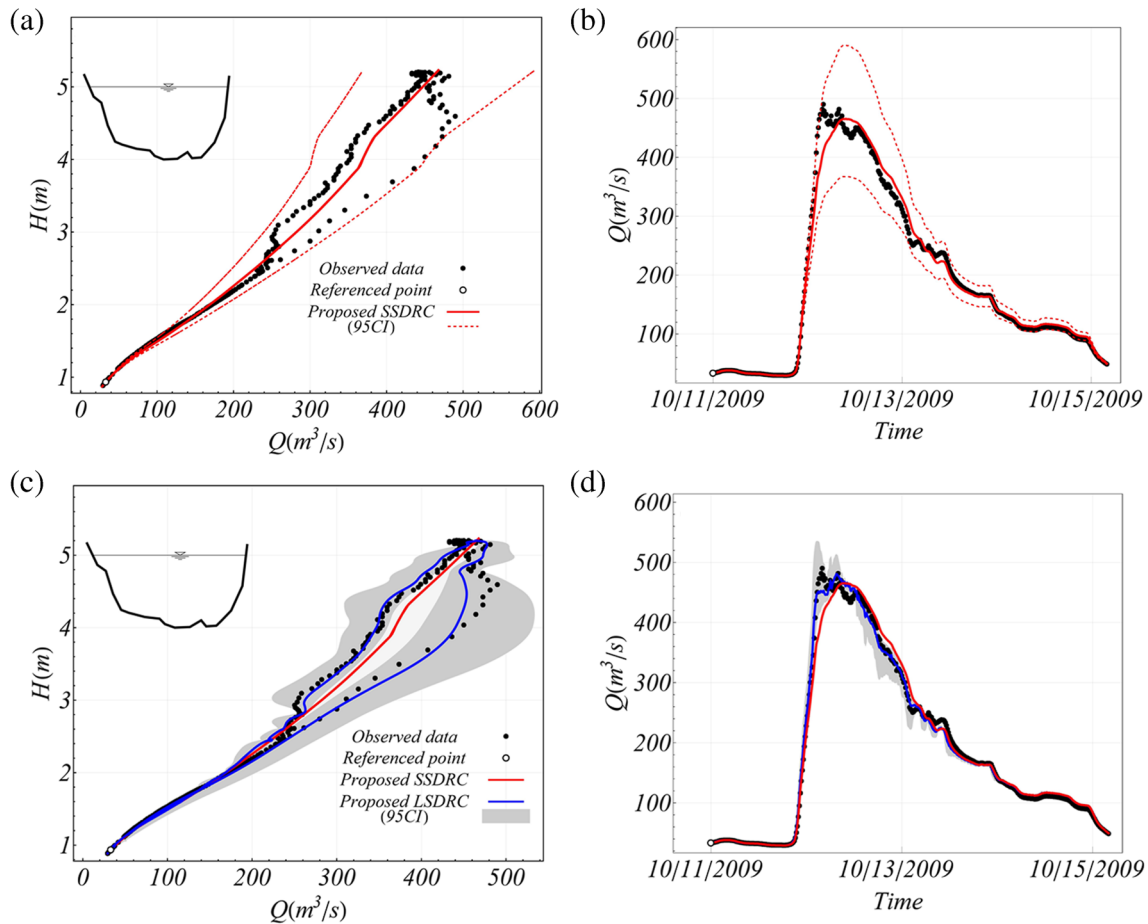 (a)
H(m)
5
4
3
2
1
0
100
200
300
400
500
600
Q(m³/s)
Observed data
Referenced point
Proposed SSDRC
(95CI)
(b)
Q(m³/s)
600
500
400
300
200
100
10|11|2009
10|13|2009
10|15|2009
Time
(c)
H(m)
5
4
3
2
1
0
100
200
300
400
500
Q(m³/s)
Observed data
Referenced point
Proposed SSDRC
Proposed LSDRC
(95CI)
(d)
Q(m³/s)
600
500
400
300
200
100
10|11|2009
10|13|2009
10|15|2009
Time